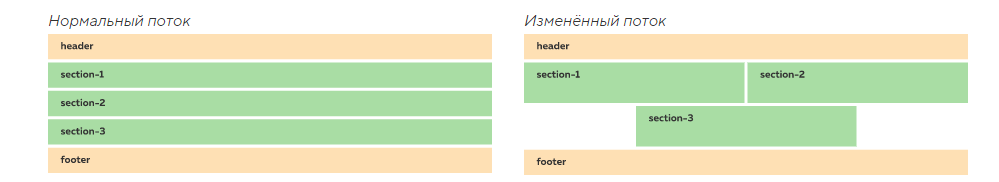 Нормальный поток
header
section-1
section-2
section-3
footer
Изменённый поток
header
section-1
section-2
section-3
footer